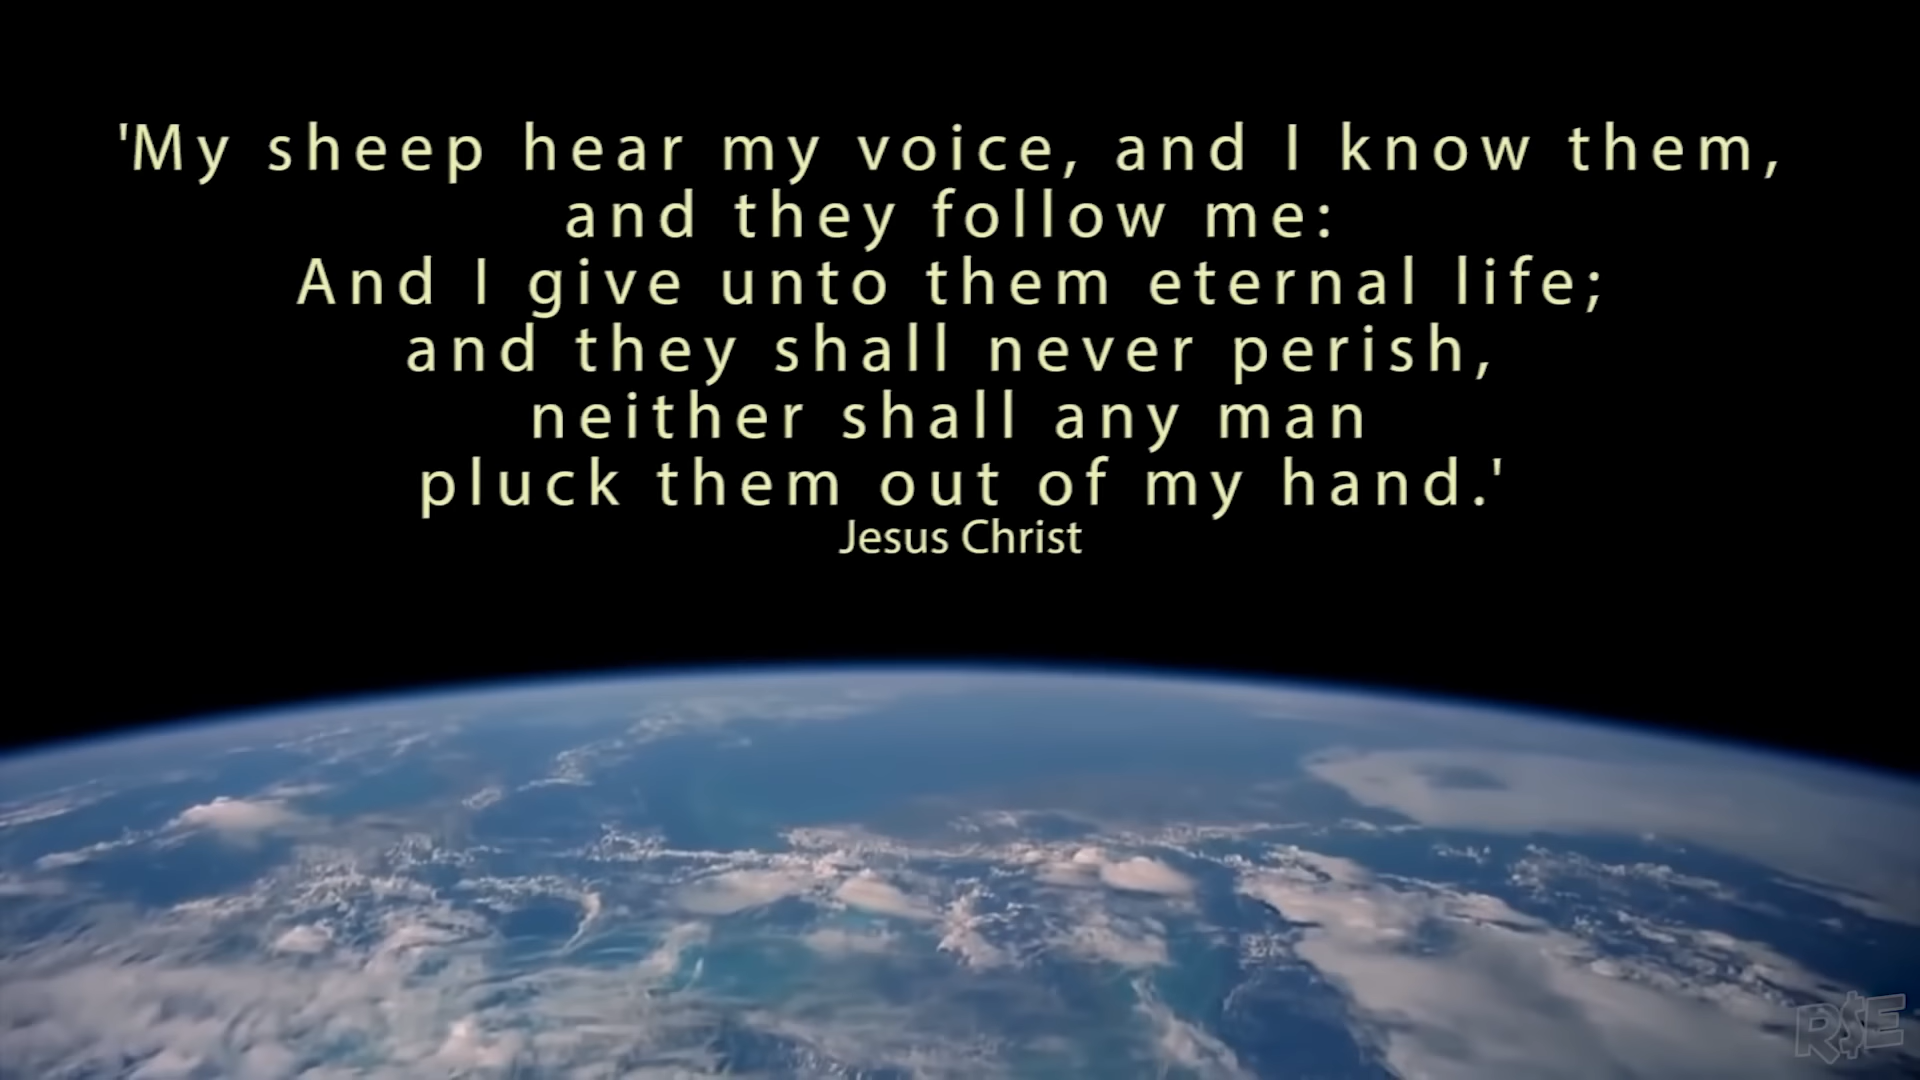 'My sheep hear my voice, and I know them,
and they follow me:
And I give unto them eternal life;
and they shall never perish,
neither shall any man
pluck them out of my hand.'
Jesus Christ
R$E